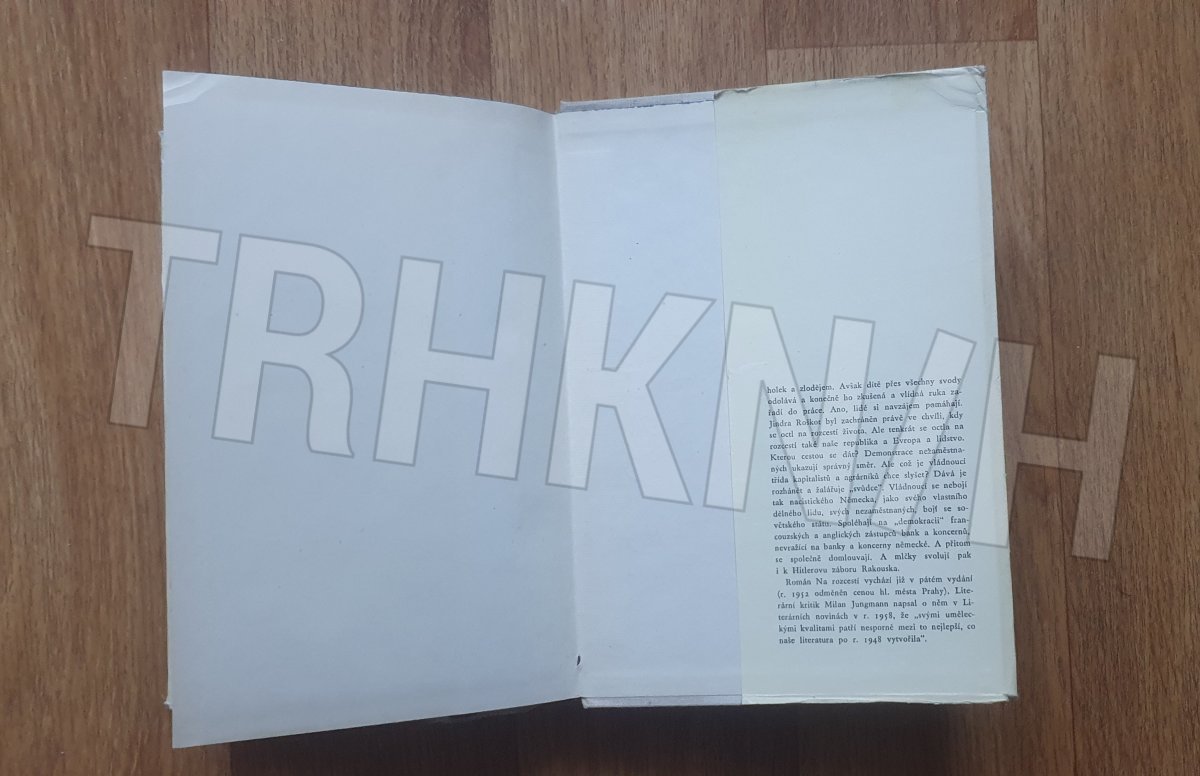 TRHKNIH
holek a zlodějem. Avšak dítě přes všechny svody
odolává a konečně ho zkušená a vlídná ruka za-
řadí do práce. Ano, lidé si navzájem pomáhají.
Jindra Roškot byl zachráněn právě ve chvíli, kdy
se octl na rozcestí života. Ale tenkrát se octla na
rozcestí také naše republika a Evropa a lidstvo.
Kterou cestou se dát? Demonstrace nezaměstna-
ných ukazují správný směr. Ale což je vládnoucí
třída kapitalistů a agrárníků chce slyšet? Dává je
rozhánět a žalářuje „svůdce“. Vládnoucí se nebojí
tak nacistického Německa, jako svého vlastního
dělného lidu, svých nezaměstnaných, bojí se so-
větského státu. Spoléhají na „demokracii“ fran-
couzských a anglických zástupců bank a koncernů,
nevražící na banky a koncerny německé. A přitom
se společně domlouvají. A mlčky svolují pak
i k Hitlerovu záboru Rakouska.
Román Na rozcestí vychází již v pátém vydání
(r. 1952 odměněn cenou hl. města Prahy). Lite-
rární kritik Milan Jungmann napsal o něm v Li-
terárních novinách v r. 1958, že „svými umělec-
kými kvalitami patří nesporně mezi to nejlepší, co
naše literatura po r. 1948 vytvořila“.